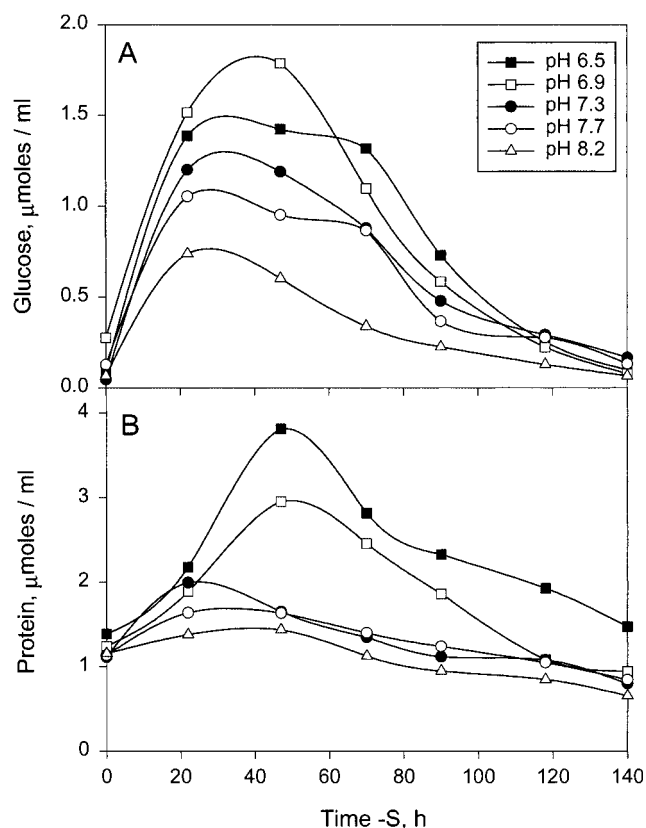 A
2.0
1.5
1.0
0.5
0.0
Glucose, μmoles / ml
pH 6.5
pH 6.9
pH 7.3
pH 7.7
pH 8.2
B
4
3
2
1
0
Protein, μmoles / ml
0 20 40 60 80 100 120 140
Time -S, h